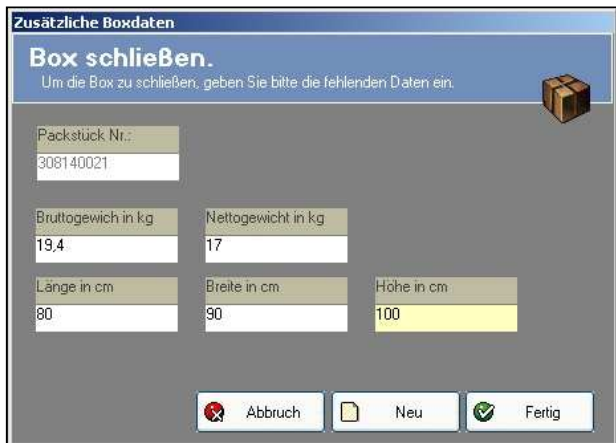 Zusätzliche Boxdaten
Box schließen.
Um die Box zu schließen, geben Sie bitte die fehlenden Daten ein.
Packstück Nr.:
308140021
Bruttogewich in kg Nettogewicht in kg
19,4 17
Länge in cm Breite in cm Höhe in cm
80 90 100
Abbruch Neu Fertig